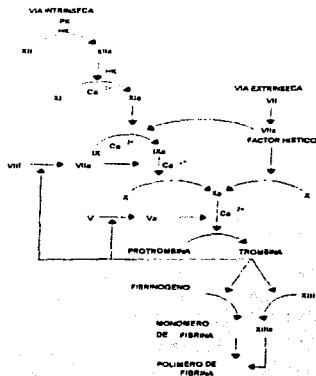 VIA INTRINSECA
PK
HK
XII
XIIa
HK
XI
Ca 2+
XIa
VIA EXTRINSECA
VII
VIIa
FACTOR HISTICO
IX
Ca 2+
IXa
VIII
VIIIa
Ca 2+
X
Xa
X
V
Va
Ca 2+
PROTROMBINA
TROMBINA
FIBRINOGENO
XIII
MONOMERO
DE FIBRINA
XIIIa
POLIMERO DE
FIBRINA